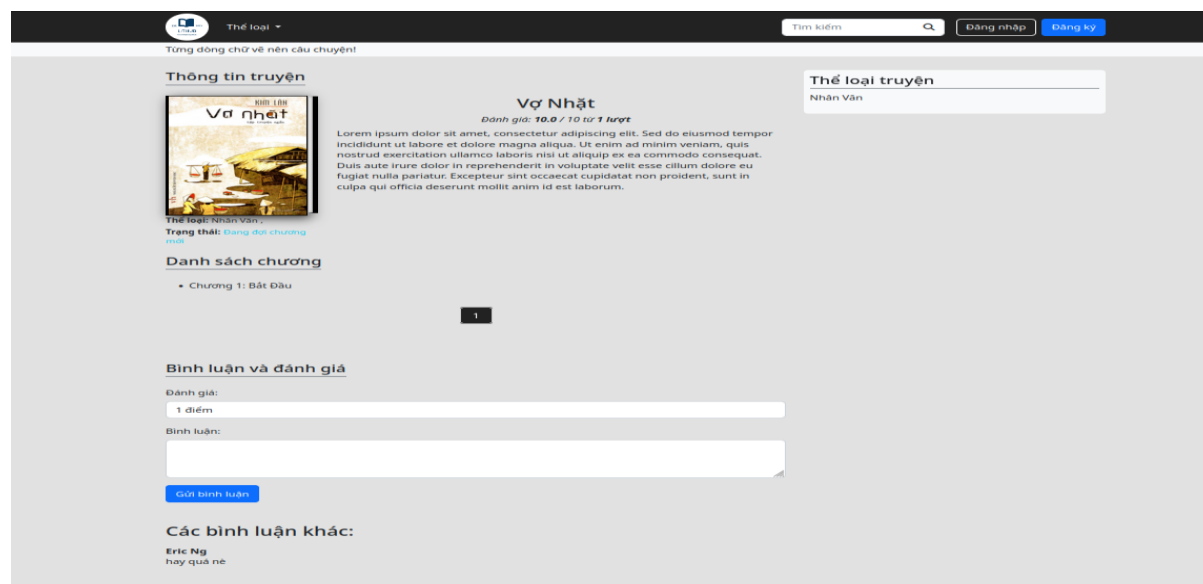 Thể loại
Tìm kiếm
Đăng nhập
Đăng ký
Từng dòng chữ vẽ nên câu chuyện!
Thông tin truyện
KIM LÂN
Vợ nhặt
Vợ Nhặt
Đánh giá: 10.0 / 10 từ 1 lượt
Lorem ipsum dolor sit amet, consectetur adipiscing elit. Sed do eiusmod tempor
incididunt ut labore et dolore magna aliqua. Ut enim ad minim veniam, quis
nostrud exercitation ullamco laboris nisi ut aliquip ex ea commodo consequat.
Duis aute irure dolor in reprehenderit in voluptate velit esse cillum dolore eu
fugiat nulla pariatur. Excepteur sint occaecat cupidatat non proident, sunt in
culpa qui officia deserunt mollit anim id est laborum.
Thể loại: Nhân Văn ,
Trạng thái: Đang đợi chương
mới
Thể loại truyện
Nhân Văn
Danh sách chương
• Chương 1: Bắt Đầu
1
Bình luận và đánh giá
Đánh giá:
1 điểm
Bình luận:
Gửi bình luận
Các bình luận khác:
Eric Ng
hay quá nè